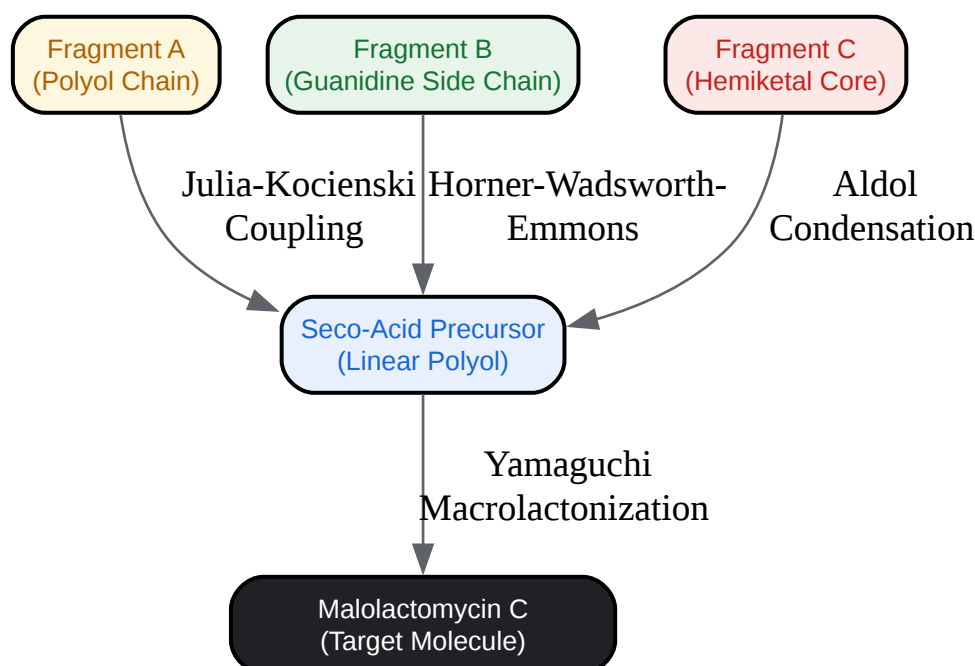 Fragment A
(Polyol Chain)
Fragment B
(Guanidine Side Chain)
Fragment C
(Hemiketal Core)
Julia-Kocienski
Coupling
Horner-Wadsworth-
Emmons
Aldol
Condensation
Seco-Acid Precursor
(Linear Polyol)
Yamaguchi
Macrolactonization
Malolactomycin C
(Target Molecule)